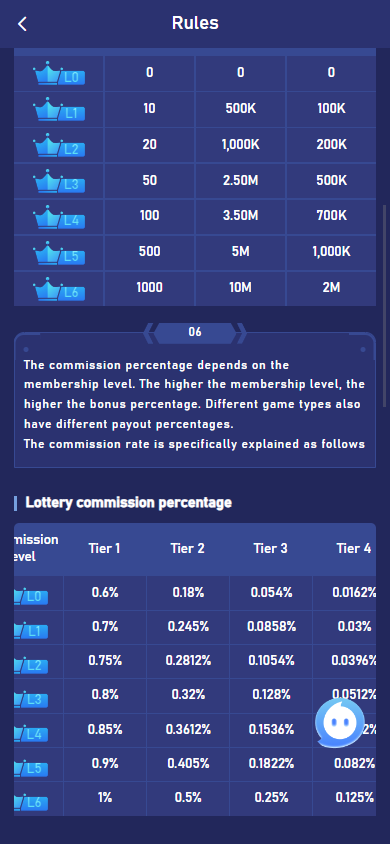 Rules
L0 0 0 0
L1 10 500K 100K
L2 20 1,000K 200K
L3 50 2.50M 500K
L4 100 3.50M 700K
L5 500 5M 1,000K
L6 1000 10M 2M
06
The commission percentage depends on the
membership level. The higher the membership level, the
higher the bonus percentage. Different game types also
have different payout percentages.
The commission rate is specifically explained as follows
Lottery commission percentage
mission
evel
Tier 1 Tier 2 Tier 3 Tier 4
L0 0.6% 0.18% 0.054% 0.0162%
L1 0.7% 0.245% 0.0858% 0.03%
L2 0.75% 0.2812% 0.1054% 0.0396%
L3 0.8% 0.32% 0.128% 0.0512%
L4 0.85% 0.3612% 0.1536%
L5 0.9% 0.405% 0.1822% 0.082%
L6 1% 0.5% 0.25% 0.125%